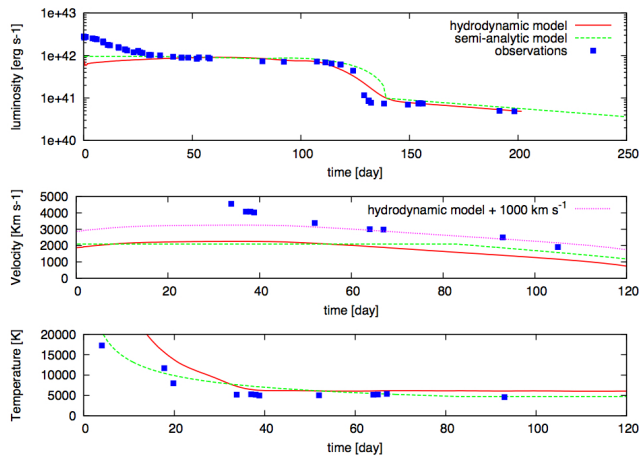 1e+43
1e+42
1e+41
1e+40
luminosity [erg s-1]
hydrodynamic model
semi-analytic model
observations
0 50 100 150 200 250
time [day]
5000
4000
3000
2000
1000
0
Velocity [Km s-1]
hydrodynamic model + 1000 km s-1
0 20 40 60 80 100 120
time [day]
20000
15000
10000
5000
0
Temperature [K]
0 20 40 60 80 100 120
time [day]